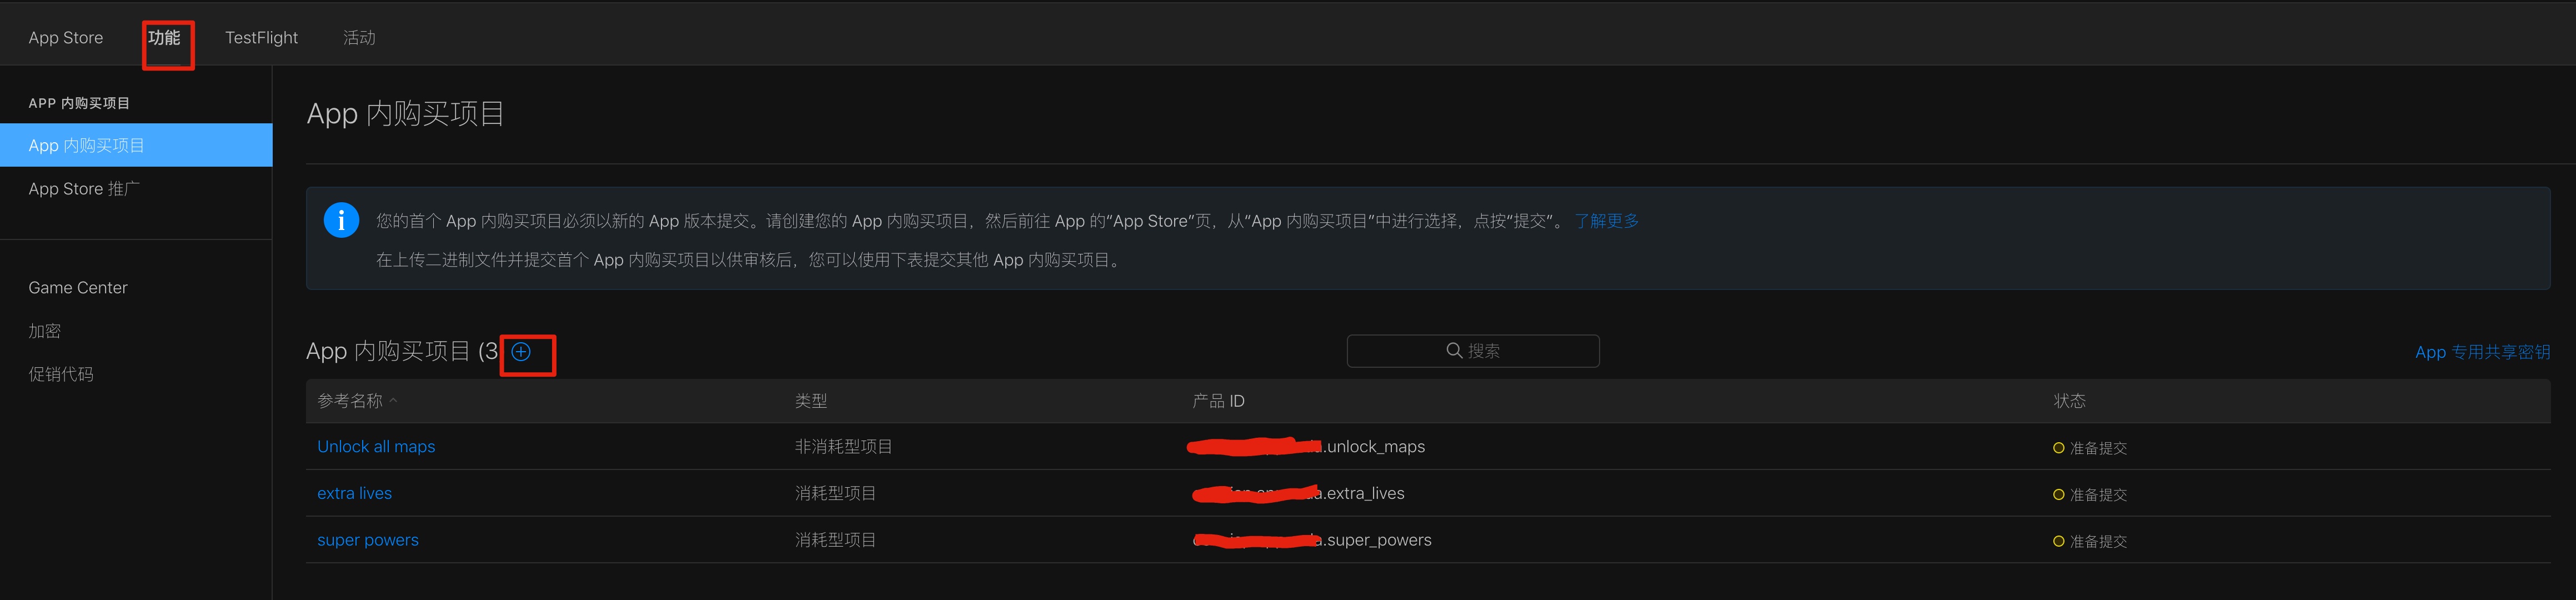 App Store 功能 TestFlight 活动
APP 内购买项目
App 内购买项目
App Store 推广
Game Center
加密
促销代码
App 内购买项目
您的首个 App 内购买项目必须以新的 App 版本提交。请创建您的 App 内购买项目，然后前往 App 的“App Store”页，从“App 内购买项目”中进行选择，点按“提交”。 了解更多
在上传二进制文件并提交首个 App 内购买项目以供审核后，您可以使用下表提交其他 App 内购买项目。
App 内购买项目 (3 搜索 App 专用共享密钥
参考名称 类型 产品 ID 状态
Unlock all maps 非消耗型项目 .unlock_maps 准备提交
extra lives 消耗型项目 .extra_lives 准备提交
super powers 消耗型项目 .super_powers 准备提交